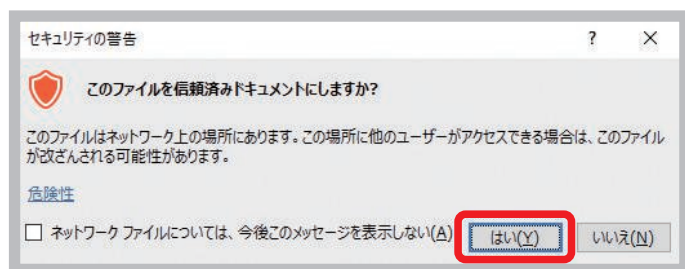 セキュリティの警告 ? ×
このファイルを信頼済みドキュメントにしますか?
このファイルはネットワーク上の場所にあります。この場所に他のユーザーがアクセスできる場合は、このファイル
が改ざんされる可能性があります。
危険性
ネットワーク ファイルについては、今後このメッセージを表示しない(A) はい(Y) いいえ(N)